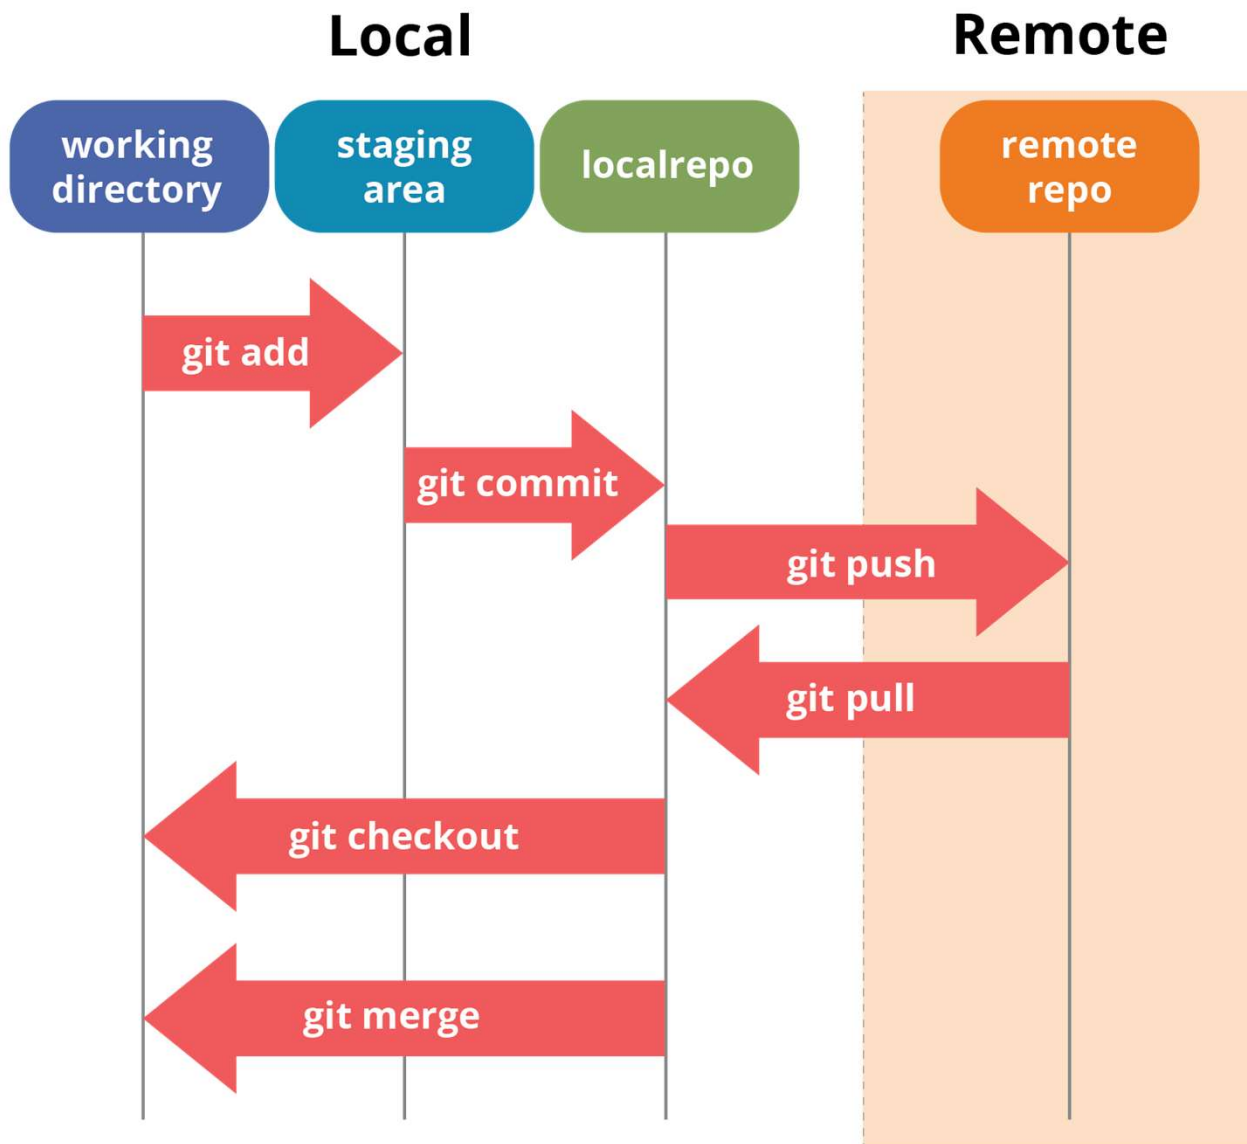 Local
Remote
working
directory
staging
area
localrepo
remote
repo
git add
git commit
git push
git pull
git checkout
git merge